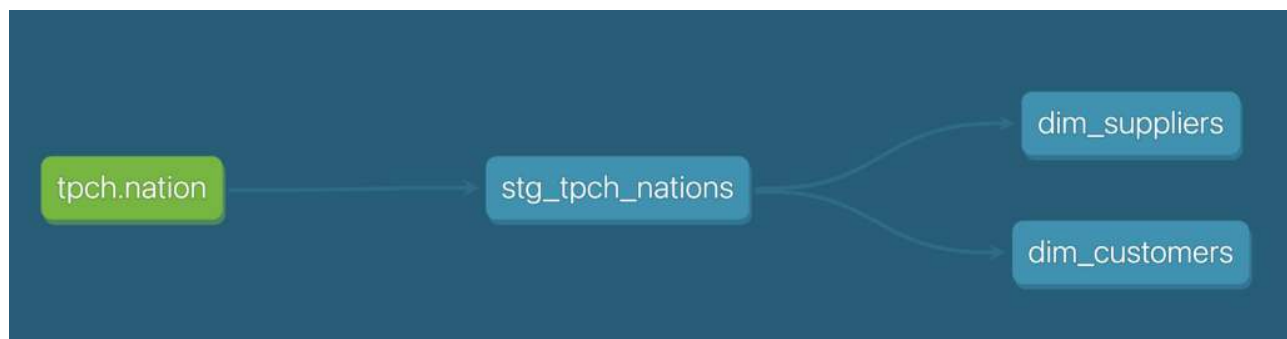 tpch.nation
stg_tpch_nations
dim_suppliers
dim_customers